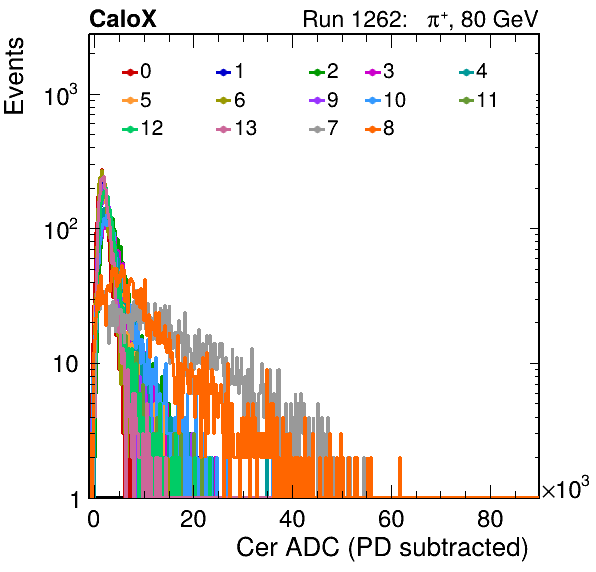 CaloX Run 1262: π⁺, 80 GeV
Events
0 1 2 3 4
5 6 9 10 11
12 13 7 8
10³
10²
10
1
0 20 40 60 80 ×10³
Cer ADC (PD subtracted)